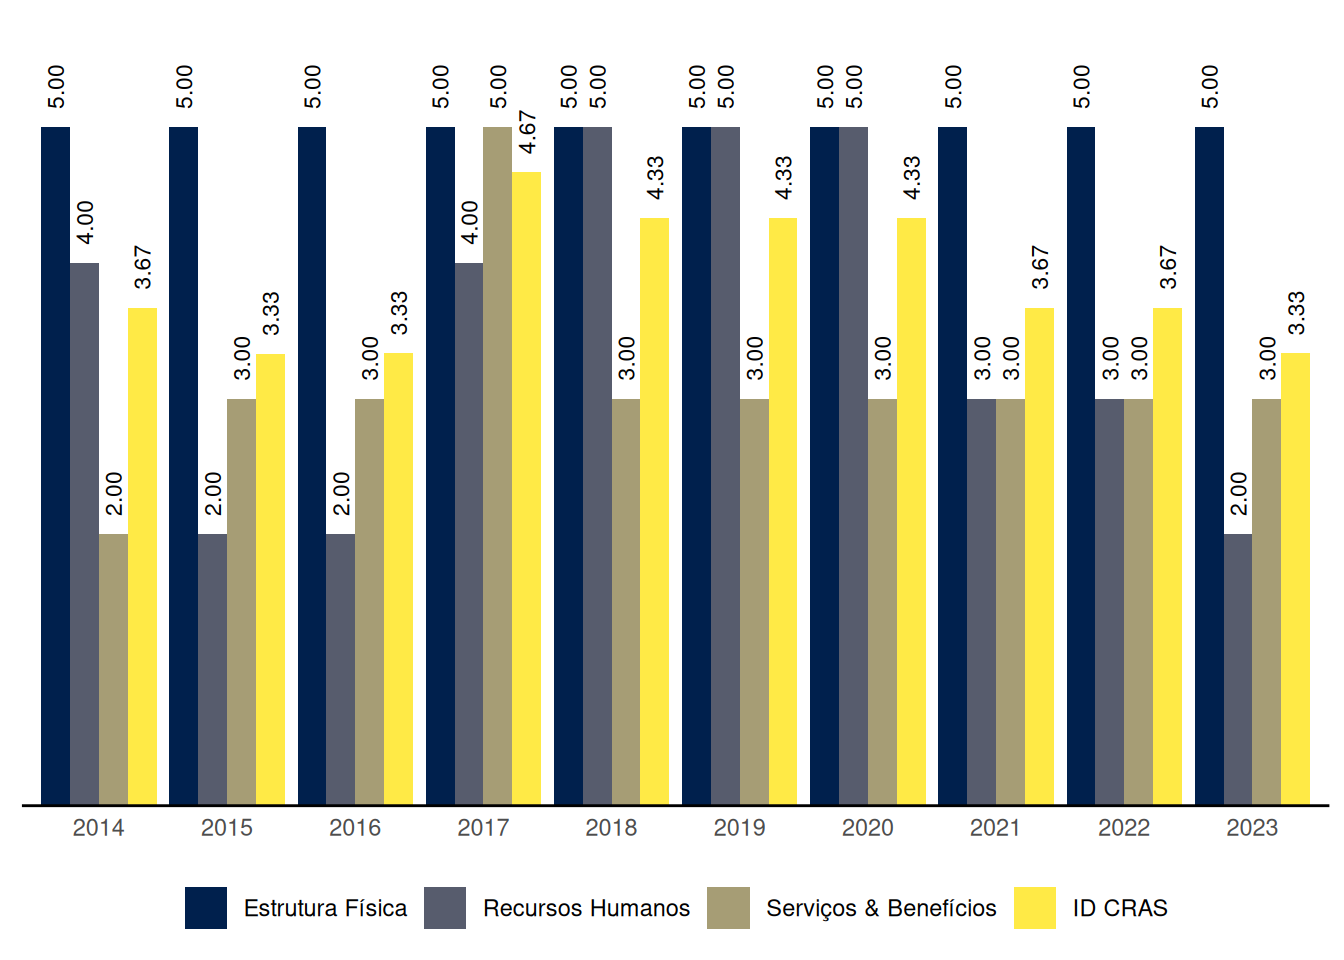 5.00 4.00 2.00 3.67 5.00 2.00 3.00 3.33 5.00 2.00 3.00 3.33 5.00 4.00 5.00 4.67 5.00 5.00 3.00 4.33 5.00 5.00 3.00 4.33 5.00 5.00 3.00 4.33 5.00 3.00 3.00 3.67 5.00 3.00 3.00 3.67 5.00 2.00 3.00 3.33
2014 2015 2016 2017 2018 2019 2020 2021 2022 2023
Estrutura Física Recursos Humanos Serviços & Benefícios ID CRAS